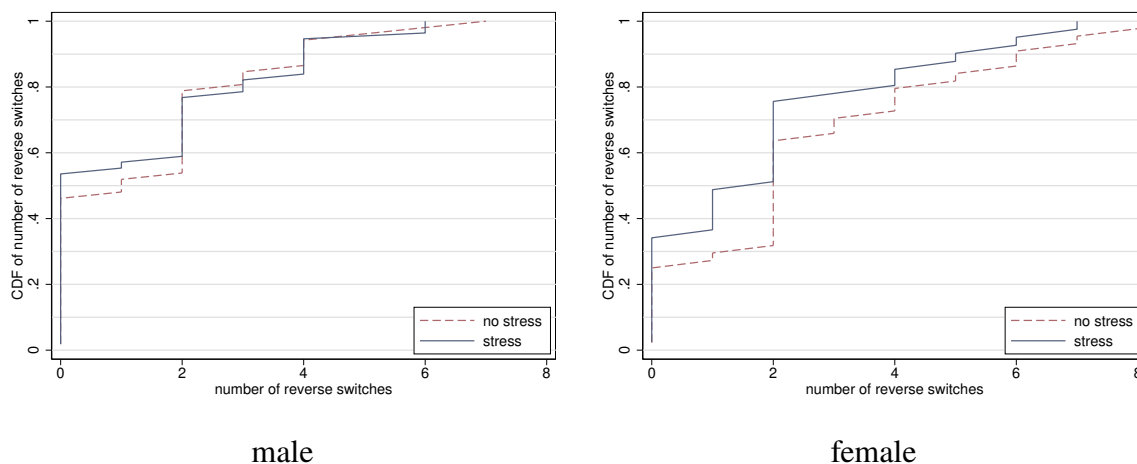 CDF of number of reverse switches
1
.8
.6
.4
.2
0
no stress
stress
0 2 4 6 8
number of reverse switches
male
CDF of number of reverse switches
1
.8
.6
.4
.2
0
no stress
stress
0 2 4 6 8
number of reverse switches
female